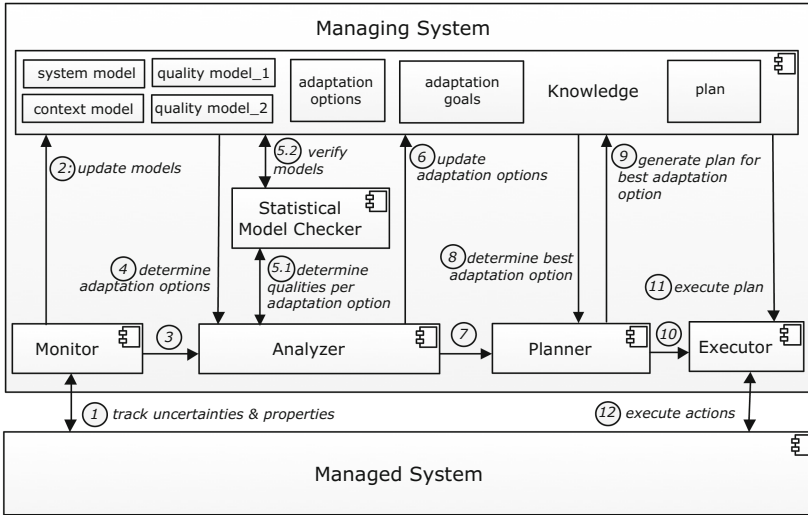 Managing System
system model
quality model_1
adaptation
options
adaptation
goals
Knowledge
plan
context model
quality model_2
2: update models
5.2 verify
models
6 update
adaptation options
9 generate plan for
best adaptation
option
Statistical
Model Checker
4 determine
adaptation options
5.1 determine
qualities per
adaptation option
8 determine best
adaptation option
11 execute plan
Monitor
3
Analyzer
7
Planner
10
Executor
1 track uncertainties & properties
12 execute actions
Managed System